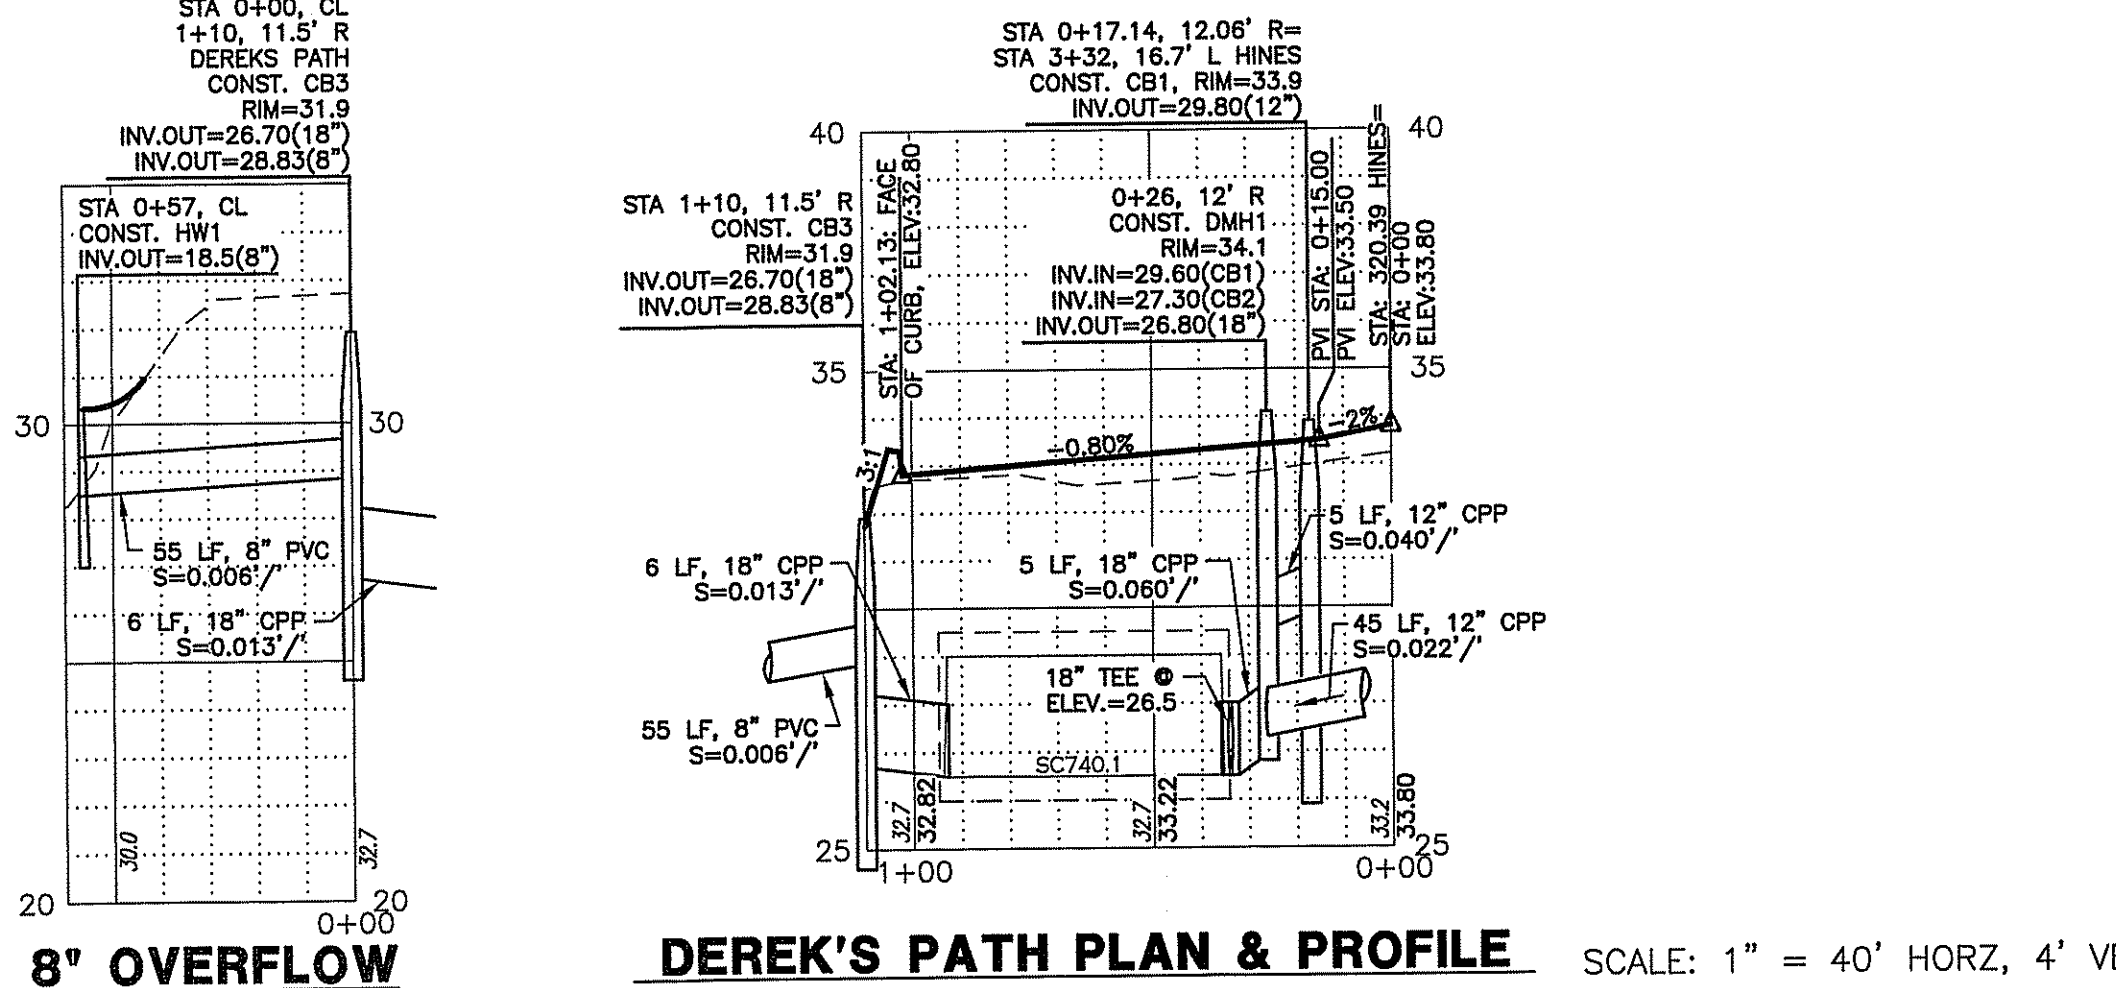 STA 0+00, CL
1+10, 11.5' R
DEREKS PATH
CONST. CB3
RIM=31.9
INV.OUT=26.70(18")
INV.OUT=28.83(8")
STA 0+57, CL
CONST. HW1
INV.OUT=18.5(8")
30
30
55 LF, 8" PVC
S=0.006'/'
6 LF, 18" CPP
S=0.013'/'
30.0
32.7
20
20
0+00
8" OVERFLOW
STA 0+17.14, 12.06' R=
STA 3+32, 16.7' L HINES
CONST. CB1, RIM=33.9
INV.OUT=29.80(12")
40
40
STA 1+10, 11.5' R
CONST. CB3
RIM=31.9
INV.OUT=26.70(18")
INV.OUT=28.83(8")
STA: 1+02.13: FACE
OF CURB, ELEV:32.80
0+26, 12' R
CONST. DMH1
RIM=34.1
INV.IN=29.60(CB1)
INV.IN=27.30(CB2)
INV.OUT=26.80(18")
PVI STA: 0+15.00
PVI ELEV:33.50
STA: 320.39 HINES=
STA: 0+00
ELEV:33.80
35
35
3:1
-0.80%
-2%
5 LF, 12" CPP
S=0.040'/'
6 LF, 18" CPP
S=0.013'/'
5 LF, 18" CPP
S=0.060'/'
45 LF, 12" CPP
S=0.022'/'
18" TEE @
ELEV.=26.5
55 LF, 8" PVC
S=0.006'/'
SC740.1
32.7
32.82
32.7
33.22
33.2
33.80
25
25
1+00
0+00
DEREK'S PATH PLAN & PROFILE
SCALE: 1" = 40' HORZ, 4'